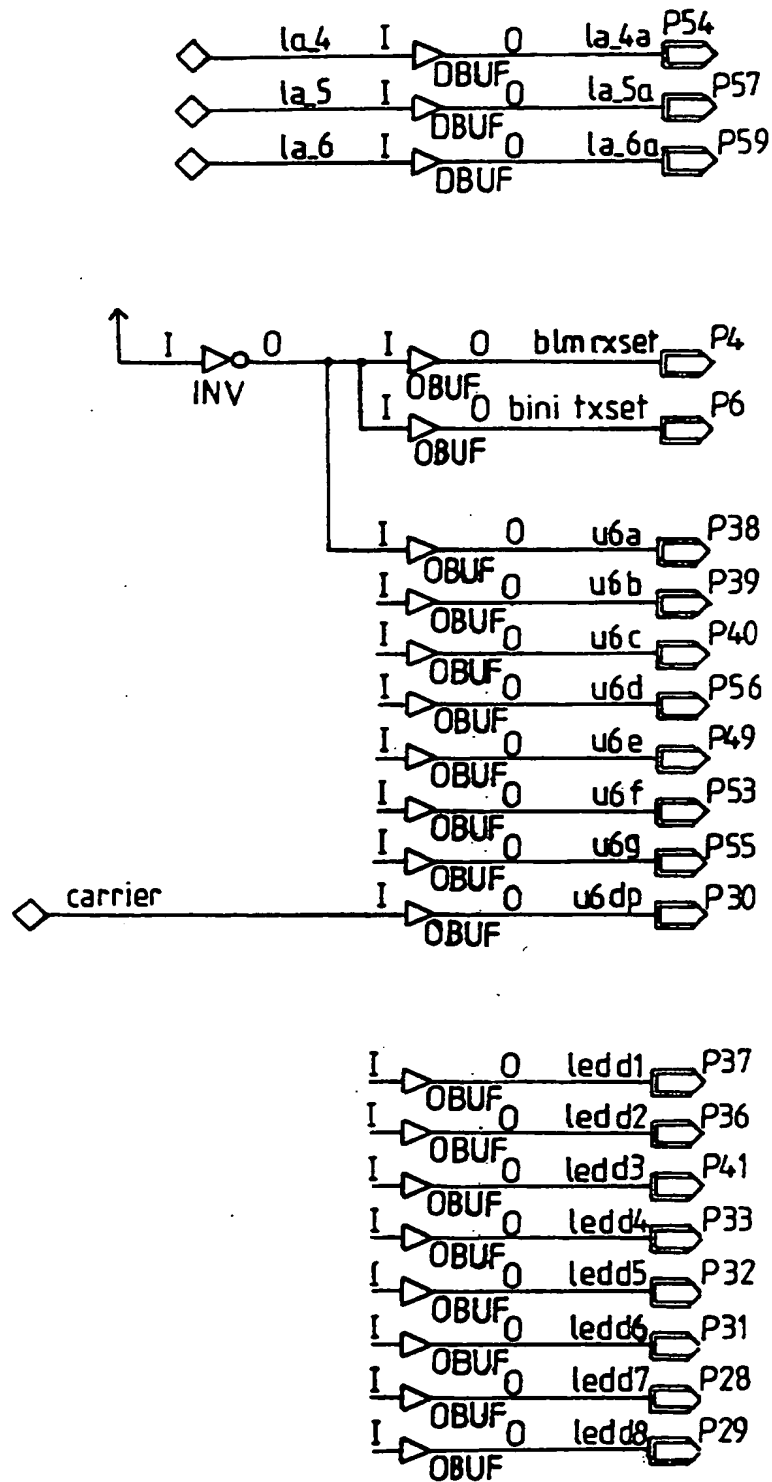 la_4 I O la_4a P54
DBUF
la_5 I O la_5a P57
DBUF
la_6 I O la_6a P59
DBUF
I O I O blmrxset P4
INV OBUF
I O bini txset P6
OBUF
I O u6a P38
OBUF
I O u6b P39
OBUF
I O u6c P40
OBUF
I O u6d P56
OBUF
I O u6e P49
OBUF
I O u6f P53
OBUF
I O u6g P55
OBUF
carrier I O u6dp P30
OBUF
I O ledd1 P37
OBUF
I O ledd2 P36
OBUF
I O ledd3 P41
OBUF
I O ledd4 P33
OBUF
I O ledd5 P32
OBUF
I O ledd6 P31
OBUF
I O ledd7 P28
OBUF
I O ledd8 P29
OBUF